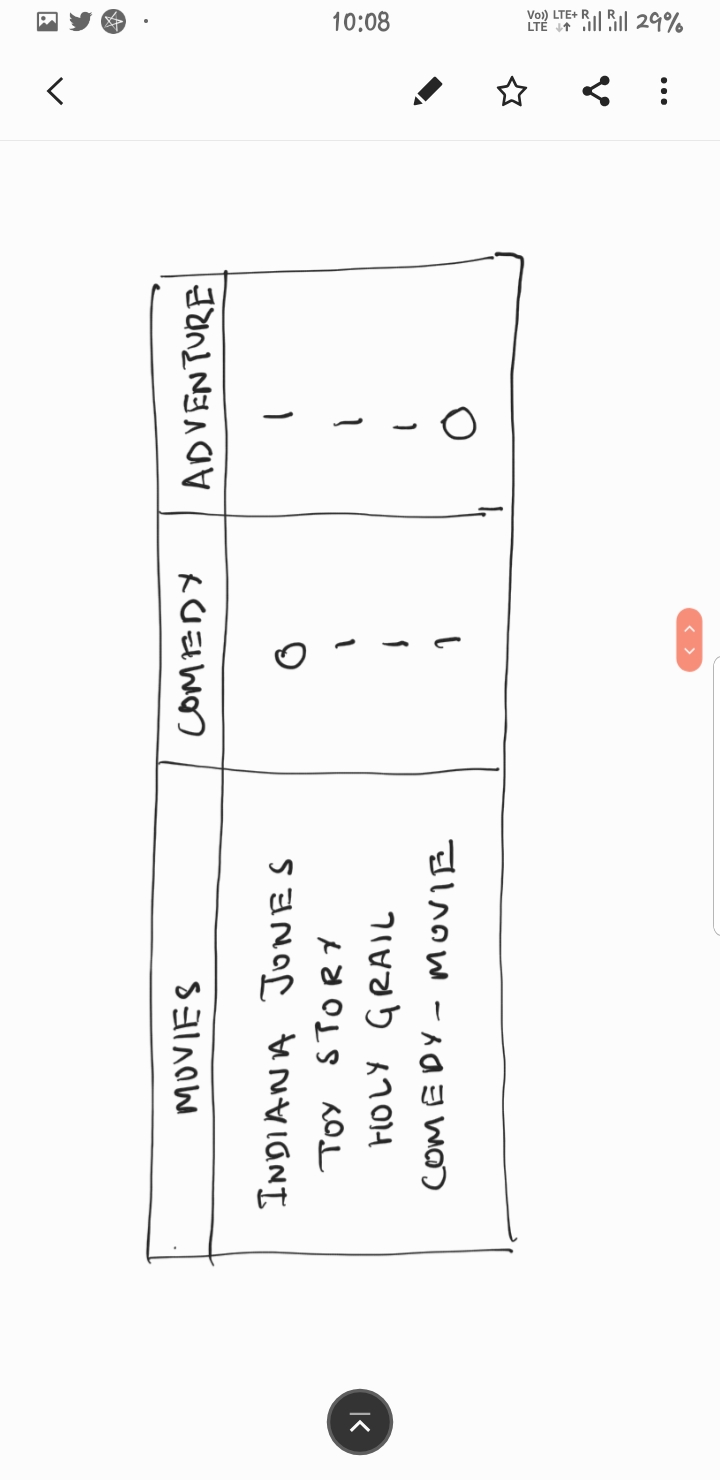 10:08
Vo)) LTE+ R R 29%
LTE
MOVIES COMEDY ADVENTURE
INDIANA JONES 0 1
TOY STORY 1 1
HOLY GRAIL 1 1
COMEDY - MOVIE 1 0